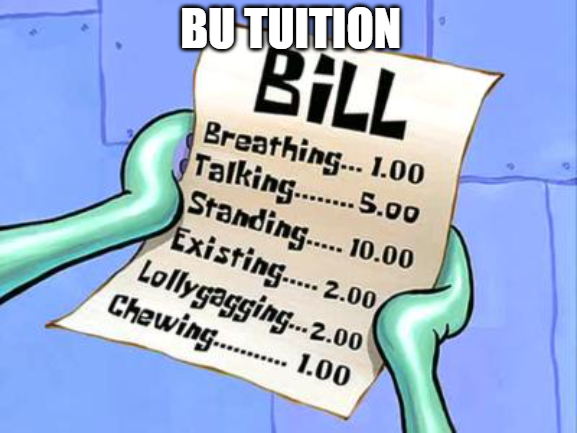 BU TUITION
BiLL
Breathing... 1.00
Talking........ 5.00
Standing..... 10.00
Existing..... 2.00
Lollygagging...2.00
Chewing........... 1.00